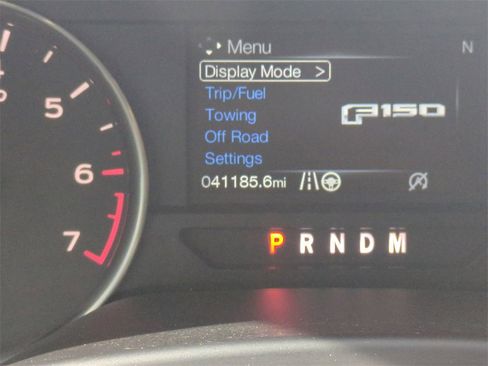 Menu
N
Display Mode >
Trip/Fuel
Towing
F150
Off Road
Settings
041185.6mi
5
6
7
P R N D M